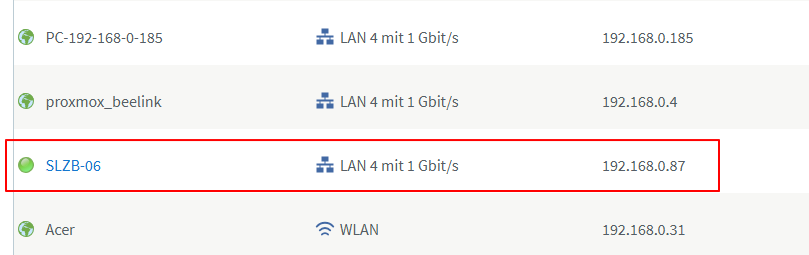 PC-192-168-0-185 LAN 4 mit 1 Gbit/s 192.168.0.185
proxmox_beelink LAN 4 mit 1 Gbit/s 192.168.0.4
SLZB-06 LAN 4 mit 1 Gbit/s 192.168.0.87
Acer WLAN 192.168.0.31